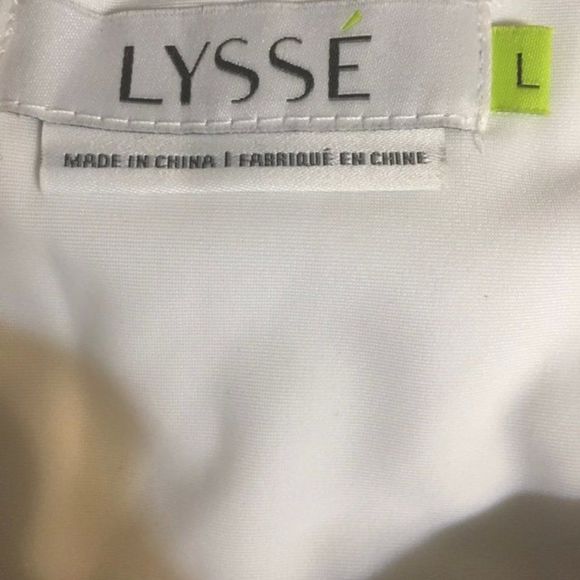 LYSSÉ
L
MADE IN CHINA | FABRIQUÉ EN CHINE